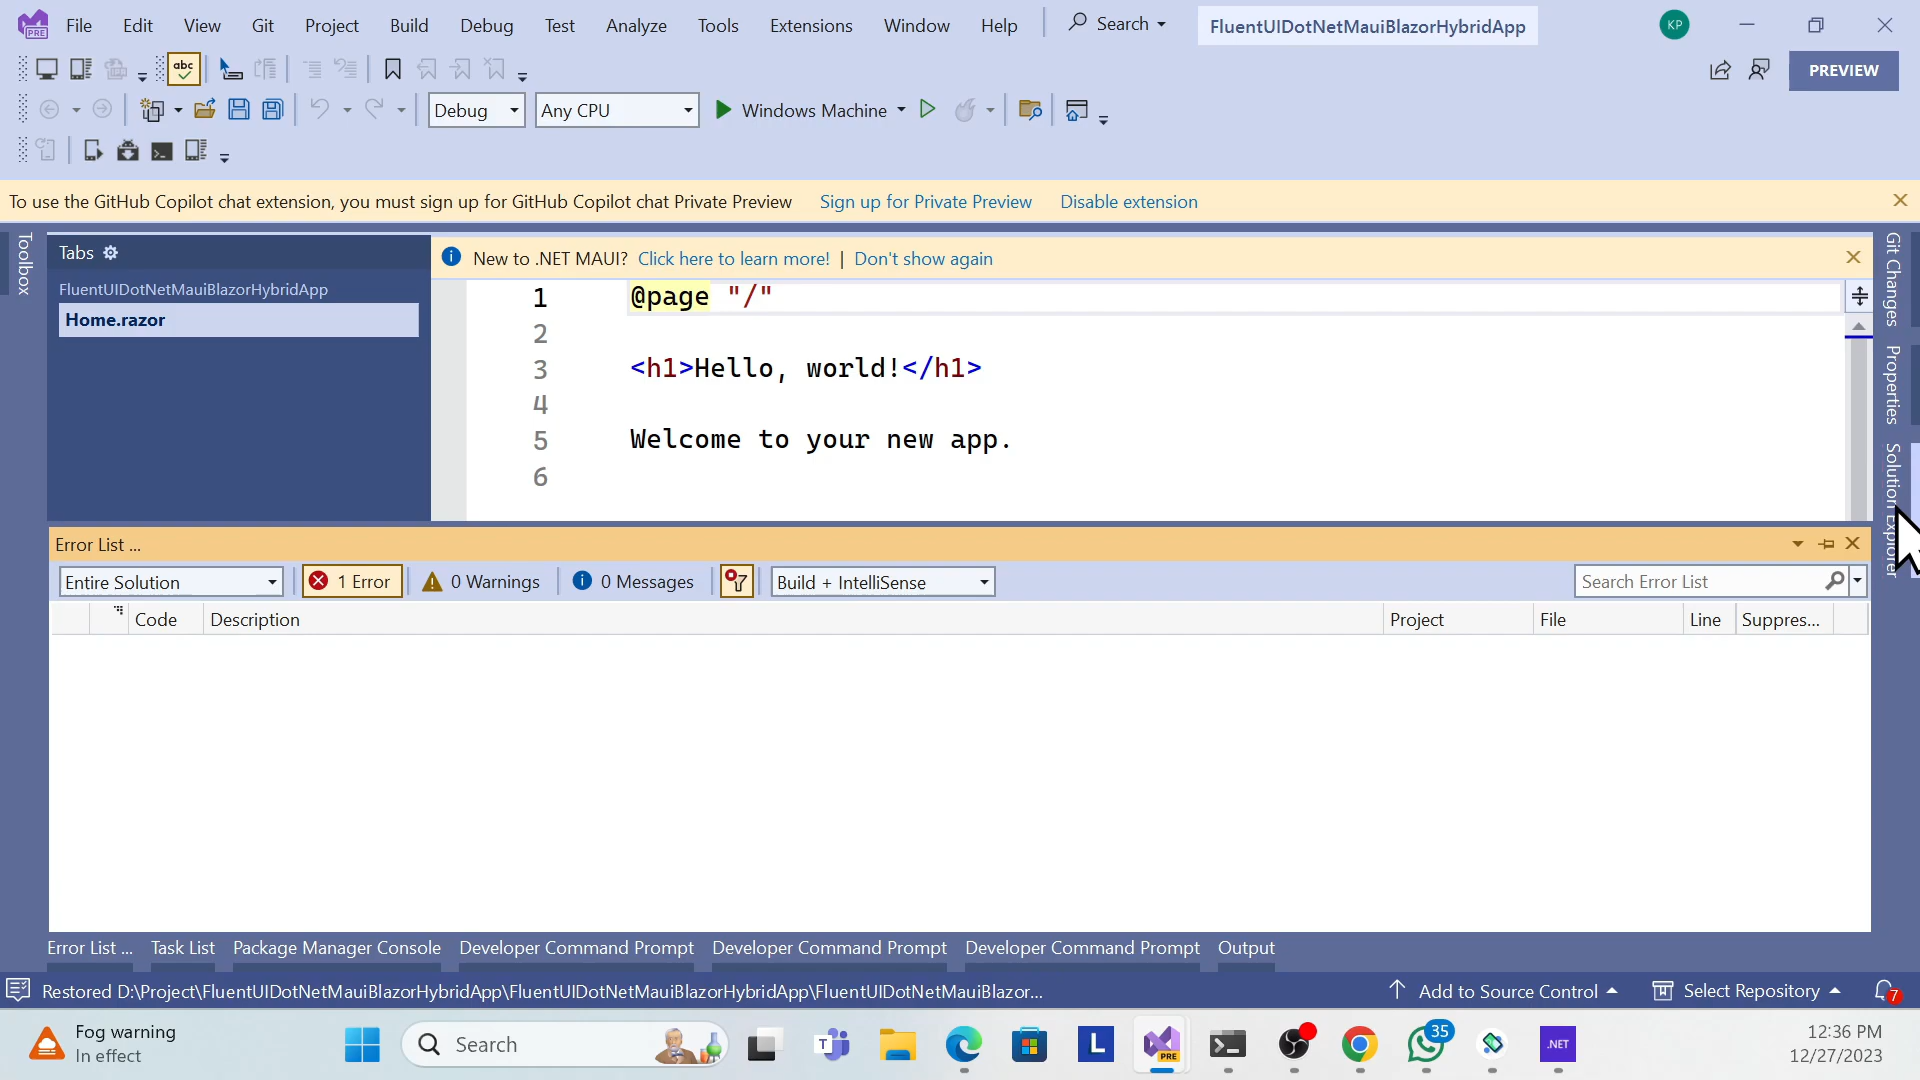 File Edit View Git Project Build Debug Test Analyze Tools Extensions Window Help Search FluentUIDotNetMauiBlazorHybridApp KP
PRE
abc PREVIEW
Debug Any CPU Windows Machine
To use the GitHub Copilot chat extension, you must sign up for GitHub Copilot chat Private Preview Sign up for Private Preview Disable extension
Toolbox
Tabs
FluentUIDotNetMauiBlazorHybridApp
Home.razor
New to .NET MAUI? Click here to learn more! | Don't show again
1 @page "/"
2
3 <h1>Hello, world!</h1>
4
5 Welcome to your new app.
6
Git Changes
Properties
Solution Explorer
Error List ...
Entire Solution 1 Error 0 Warnings 0 Messages Build + IntelliSense Search Error List
Code Description Project File Line Suppres...
Error List ... Task List Package Manager Console Developer Command Prompt Developer Command Prompt Developer Command Prompt Output
Restored D:\Project\FluentUIDotNetMauiBlazorHybridApp\FluentUIDotNetMauiBlazorHybridApp\FluentUIDotNetMauiBlazor... Add to Source Control Select Repository 7
Fog warning
In effect
Search
T
L
PRE
35
.NET
12:36 PM
12/27/2023